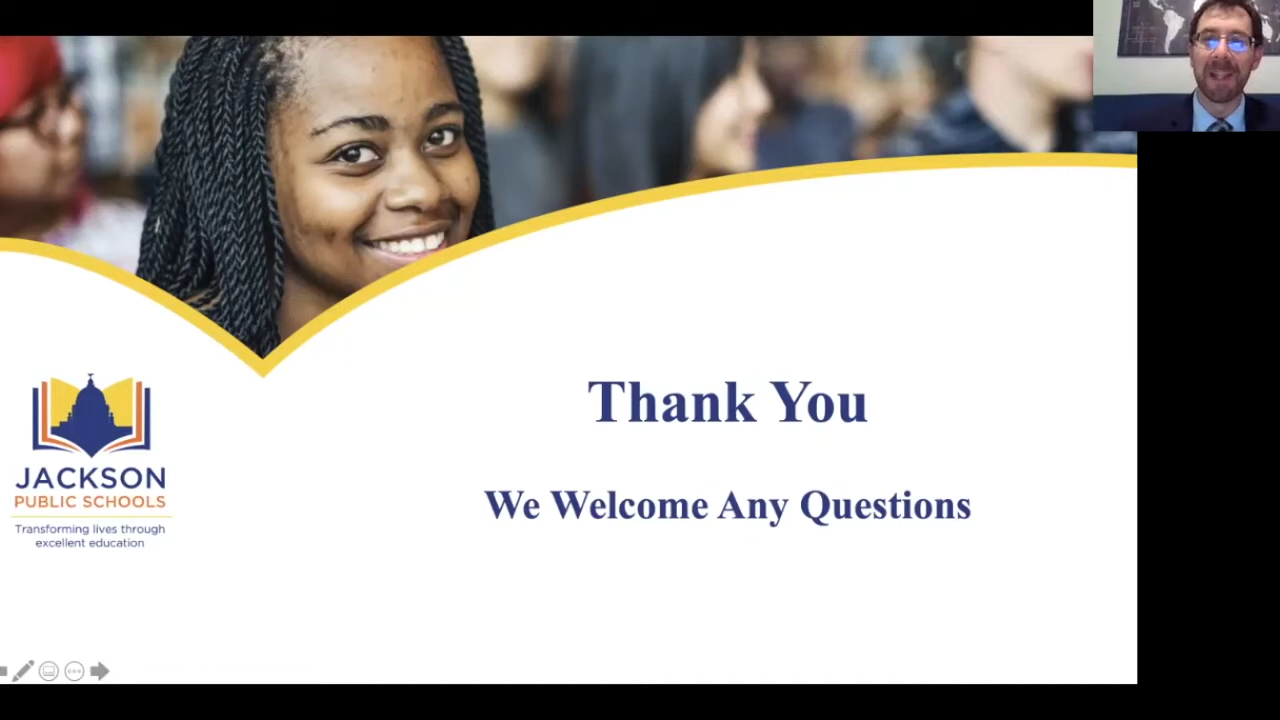 Thank You
We Welcome Any Questions
JACKSON
PUBLIC SCHOOLS
Transforming lives through
excellent education